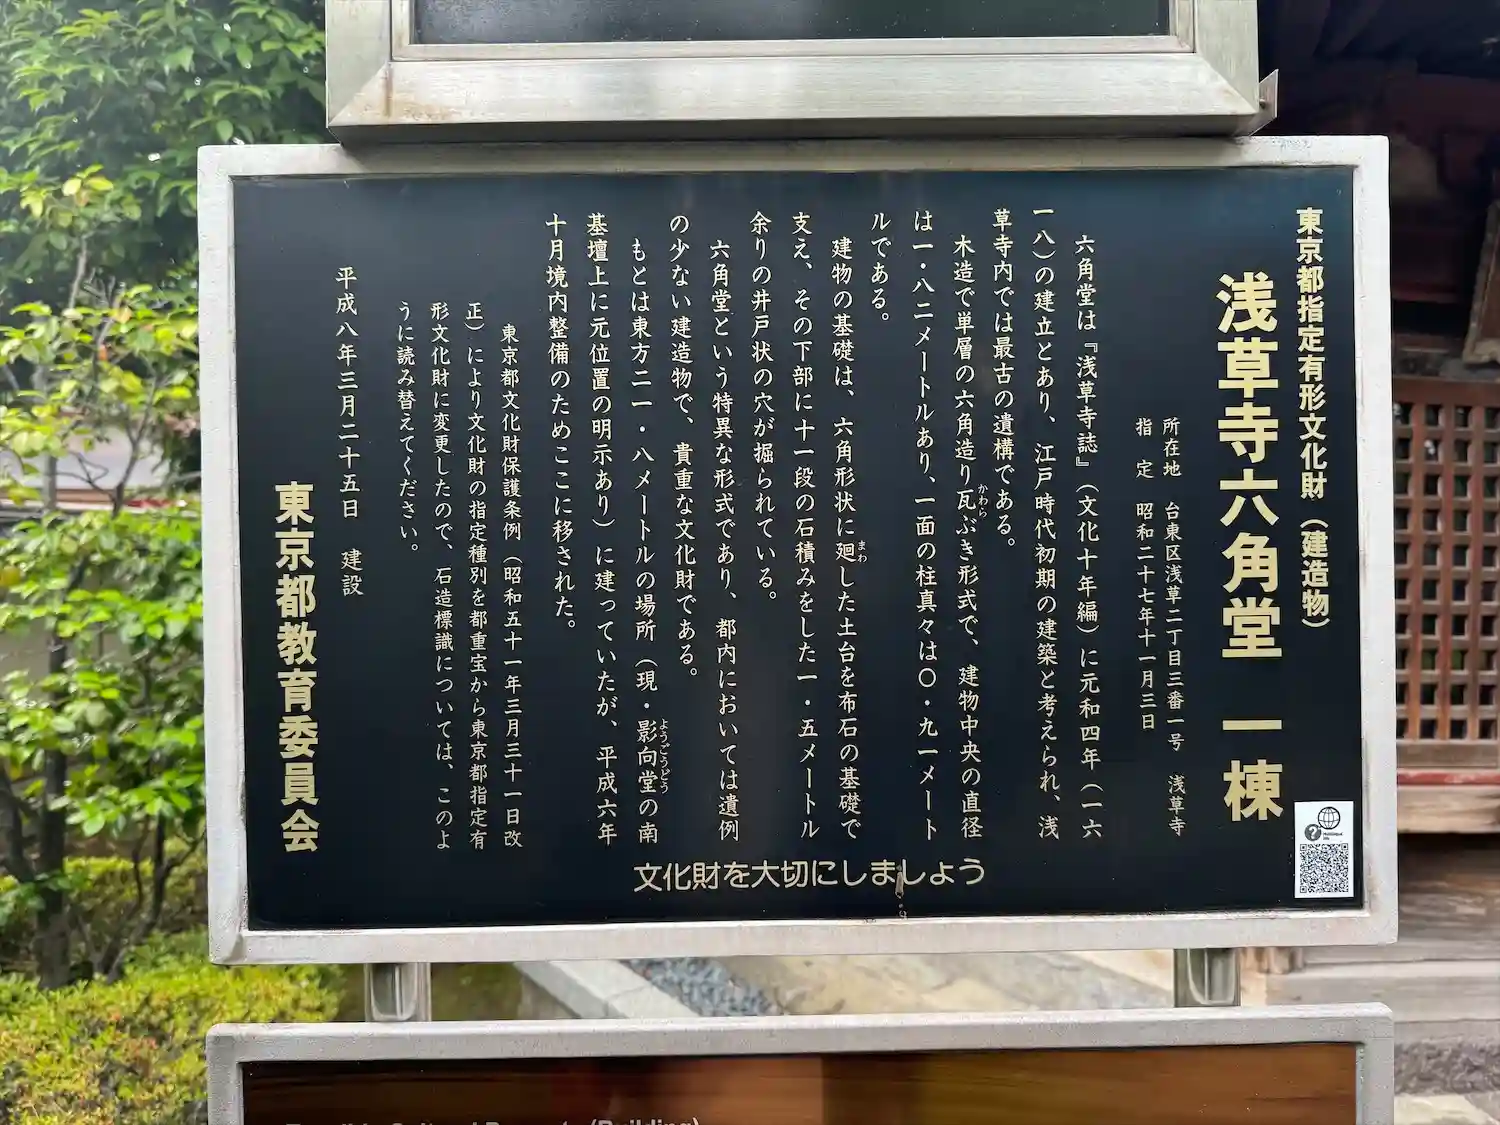 東京都指定有形文化財（建造物）
浅草寺六角堂 一棟
所在地 台東区浅草二丁目三番一号 浅草寺
指定 昭和二十七年十一月三日
六角堂は『浅草寺誌』（文化十年編）に元和四年（一六
一八）の建立とあり、江戸時代初期の建築と考えられ、浅
草寺内では最古の遺構である。
木造で単層の六角造り瓦ぶき形式で、建物中央の直径
かわら
は一・八二メートルあり、一面の柱真々は〇・九一メート
ルである。
建物の基礎は、六角形状に廻した土台を布石の基礎で
まわ
支え、その下部に十一段の石積みをした一・五メートル
余りの井戸状の穴が掘られている。
六角堂という特異な形式であり、都内においては遺例
の少ない建造物で、貴重な文化財である。
もとは東方二一・八メートルの場所（現・影向堂の南
ようごうどう
基壇上に元位置の明示あり）に建っていたが、平成六年
十月境内整備のためここに移された。
東京都文化財保護条例（昭和五十一年三月三十一日改
正）により文化財の指定種別を都重宝から東京都指定有
形文化財に変更したので、石造標識については、このよ
うに読み替えてください。
平成八年三月二十五日 建設
東京都教育委員会
文化財を大切にしましょう
(Building)